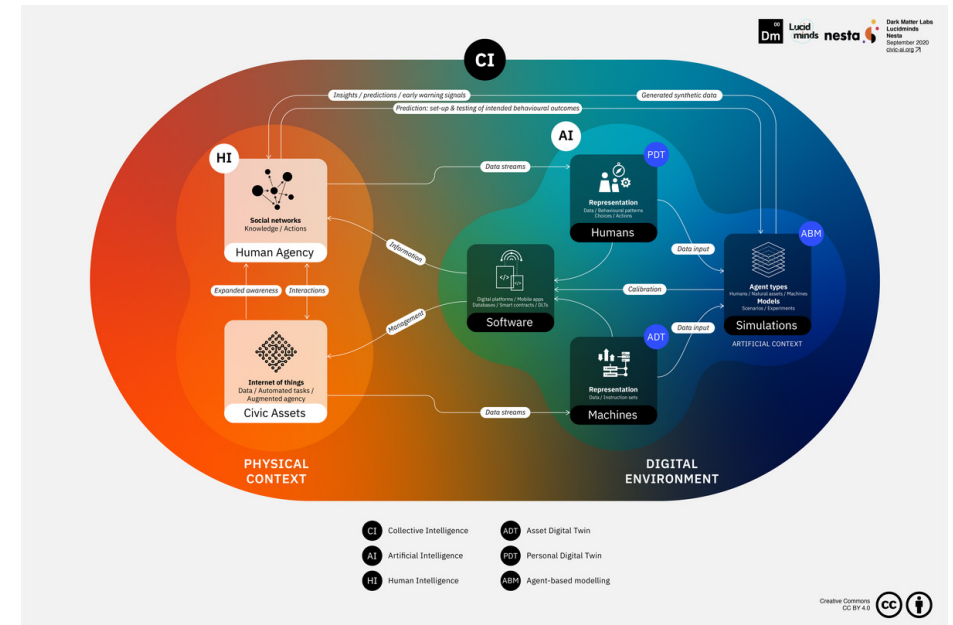 Dm
Lucid
minds
nesta
Dark Matter Labs
Lucidminds
Nesta
September 2020
civic-ai.org ↗
CI
Insights / predictions / early warning signals
Generated synthetic data
Prediction: set-up & testing of intended behavioural outcomes
AI
HI
PDT
Data streams
Representation
Data / Behavioural patterns
Choices / Actions
Humans
Social networks
Knowledge / Actions
Human Agency
ABM
Information
Data input
Agent types
Humans / Natural assets / Machines
Models
Scenarios / Experiments
Simulations
ARTIFICIAL CONTEXT
Expanded awareness
Interactions
Calibration
Digital platforms / Mobile apps
Databases / Smart contracts / DLTs
Software
Management
Data input
ADT
Internet of things
Data / Automated tasks /
Augmented agency
Civic Assets
Representation
Data / Instruction sets
Machines
Data streams
PHYSICAL
CONTEXT
DIGITAL
ENVIRONMENT
CI Collective Intelligence
ADT Asset Digital Twin
AI Artificial Intelligence
PDT Personal Digital Twin
HI Human Intelligence
ABM Agent-based modelling
Creative Commons
CC BY 4.0
cc